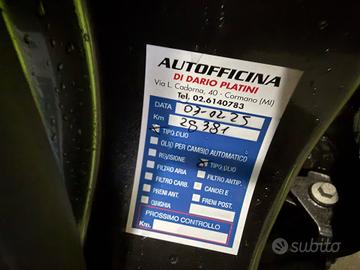 AUTOFFICINA
DI DARIO PLATINI
Via L. Cadorna, 40 - Cormano (MI)
Tel. 02.6140783
DATA 03-02-25
Km 28381
TIPO OLIO
OLIO PER CAMBIO AUTOMATICO
REVISIONE TIPO OLIO
FILTRO ARIA FILTRO ANTIP.
FILTRO CARB. CANDELE
FRENI ANT. FRENI POST.
CINGHIA
PROSSIMO CONTROLLO
Km.
subito